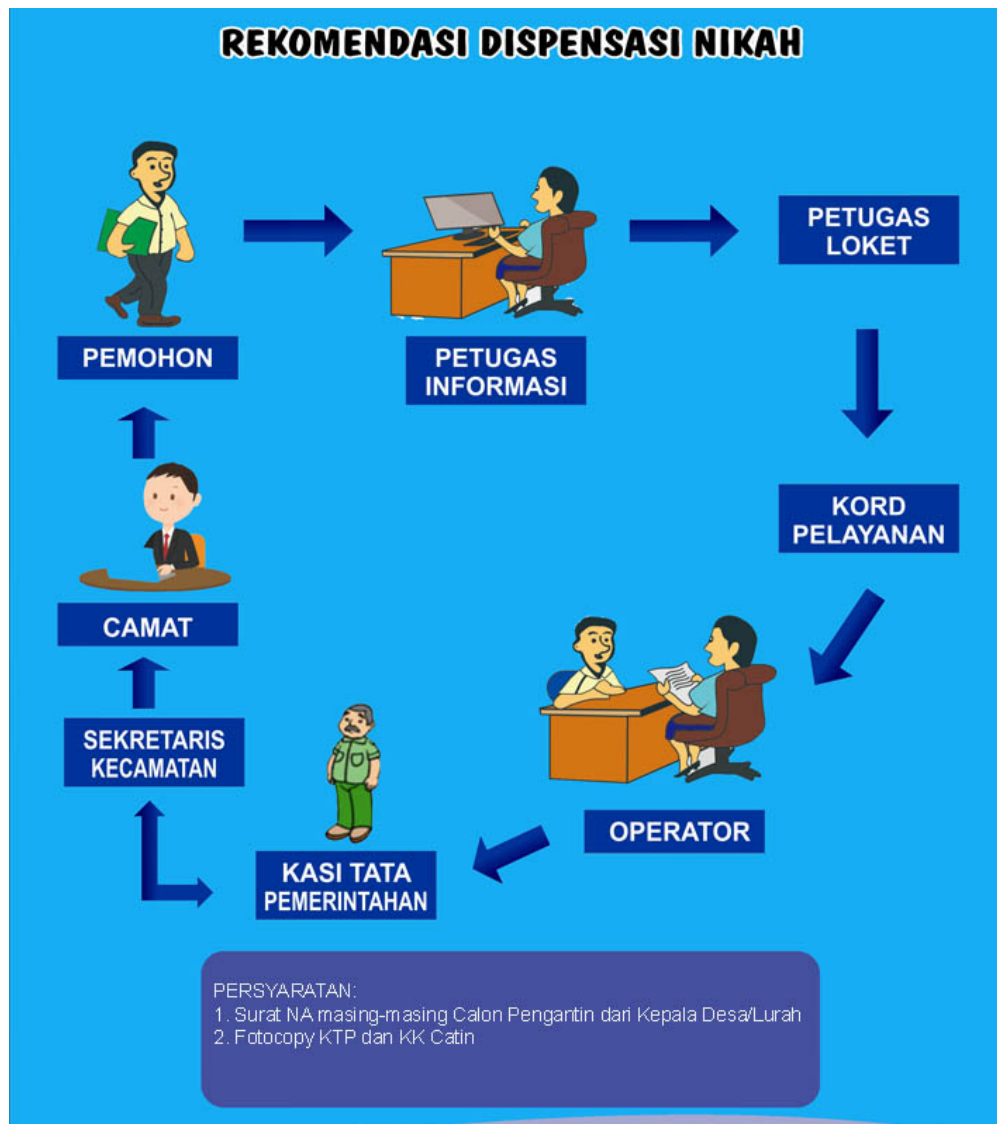 REKOMENDASI DISPENSASI NIKAH
PEMOHON
PETUGAS
INFORMASI
PETUGAS
LOKET
KORD
PELAYANAN
OPERATOR
KASI TATA
PEMERINTAHAN
SEKRETARIS
KECAMATAN
CAMAT
PERSYARATAN:
1. Surat NA masing-masing Calon Pengantin dari Kepala Desa/Lurah
2. Fotocopy KTP dan KK Catin